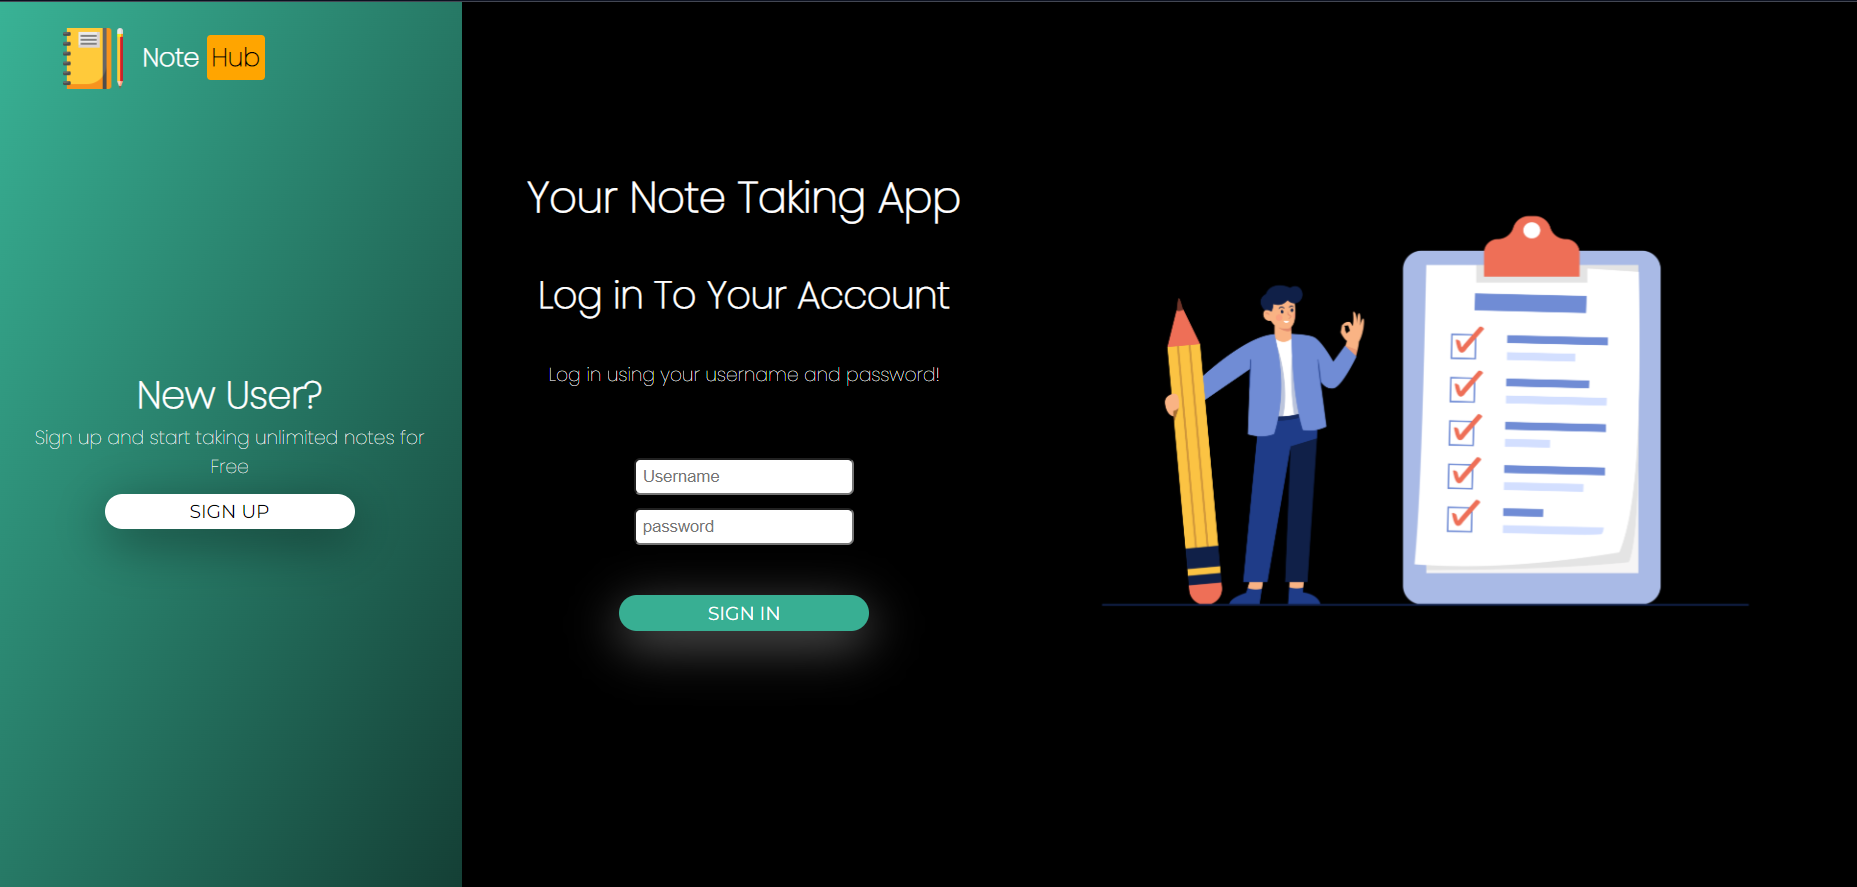 Note Hub
New User?
Sign up and start taking unlimited notes for
Free
SIGN UP
Your Note Taking App
Log in To Your Account
Log in using your username and password!
Username
password
SIGN IN